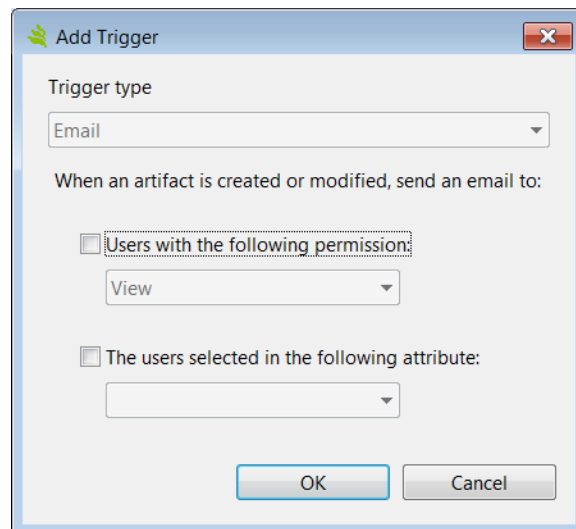 Add Trigger
Trigger type
Email
When an artifact is created or modified, send an email to:
Users with the following permission:
View
The users selected in the following attribute:
OK
Cancel